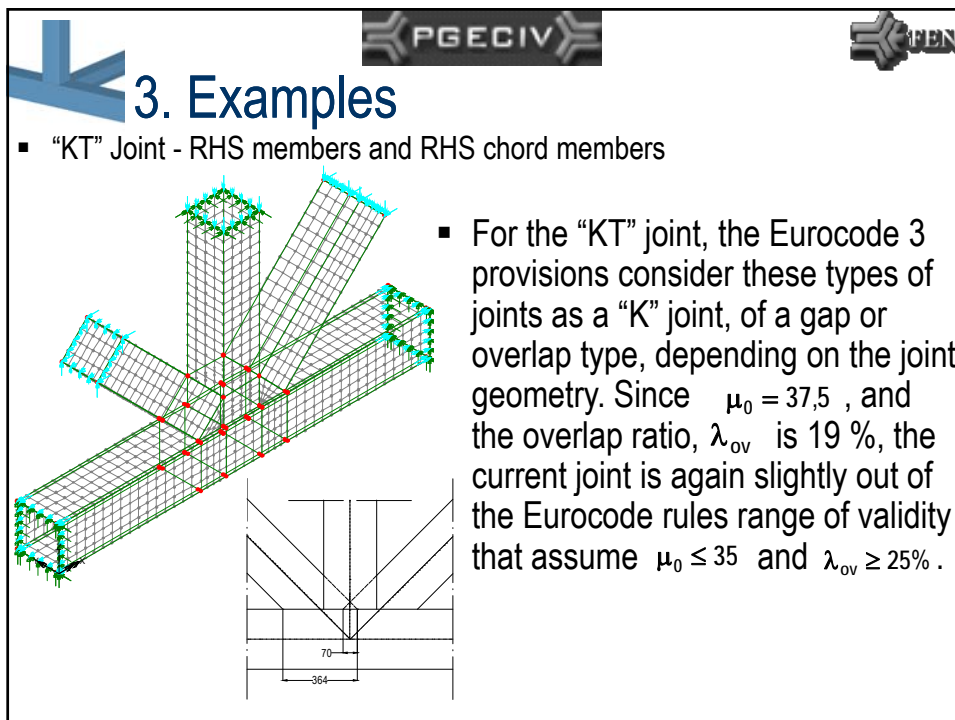 PGECIV
FEN
3. Examples
▪ “KT” Joint - RHS members and RHS chord members
▪ For the “KT” joint, the Eurocode 3
provisions consider these types of
joints as a “K” joint, of a gap or
overlap type, depending on the joint
geometry. Since μ₀ = 37,5 , and
the overlap ratio, λₒᵥ is 19 %, the
current joint is again slightly out of
the Eurocode rules range of validity
that assume μ₀ ≤ 35 and λₒᵥ ≥ 25% .
70
364